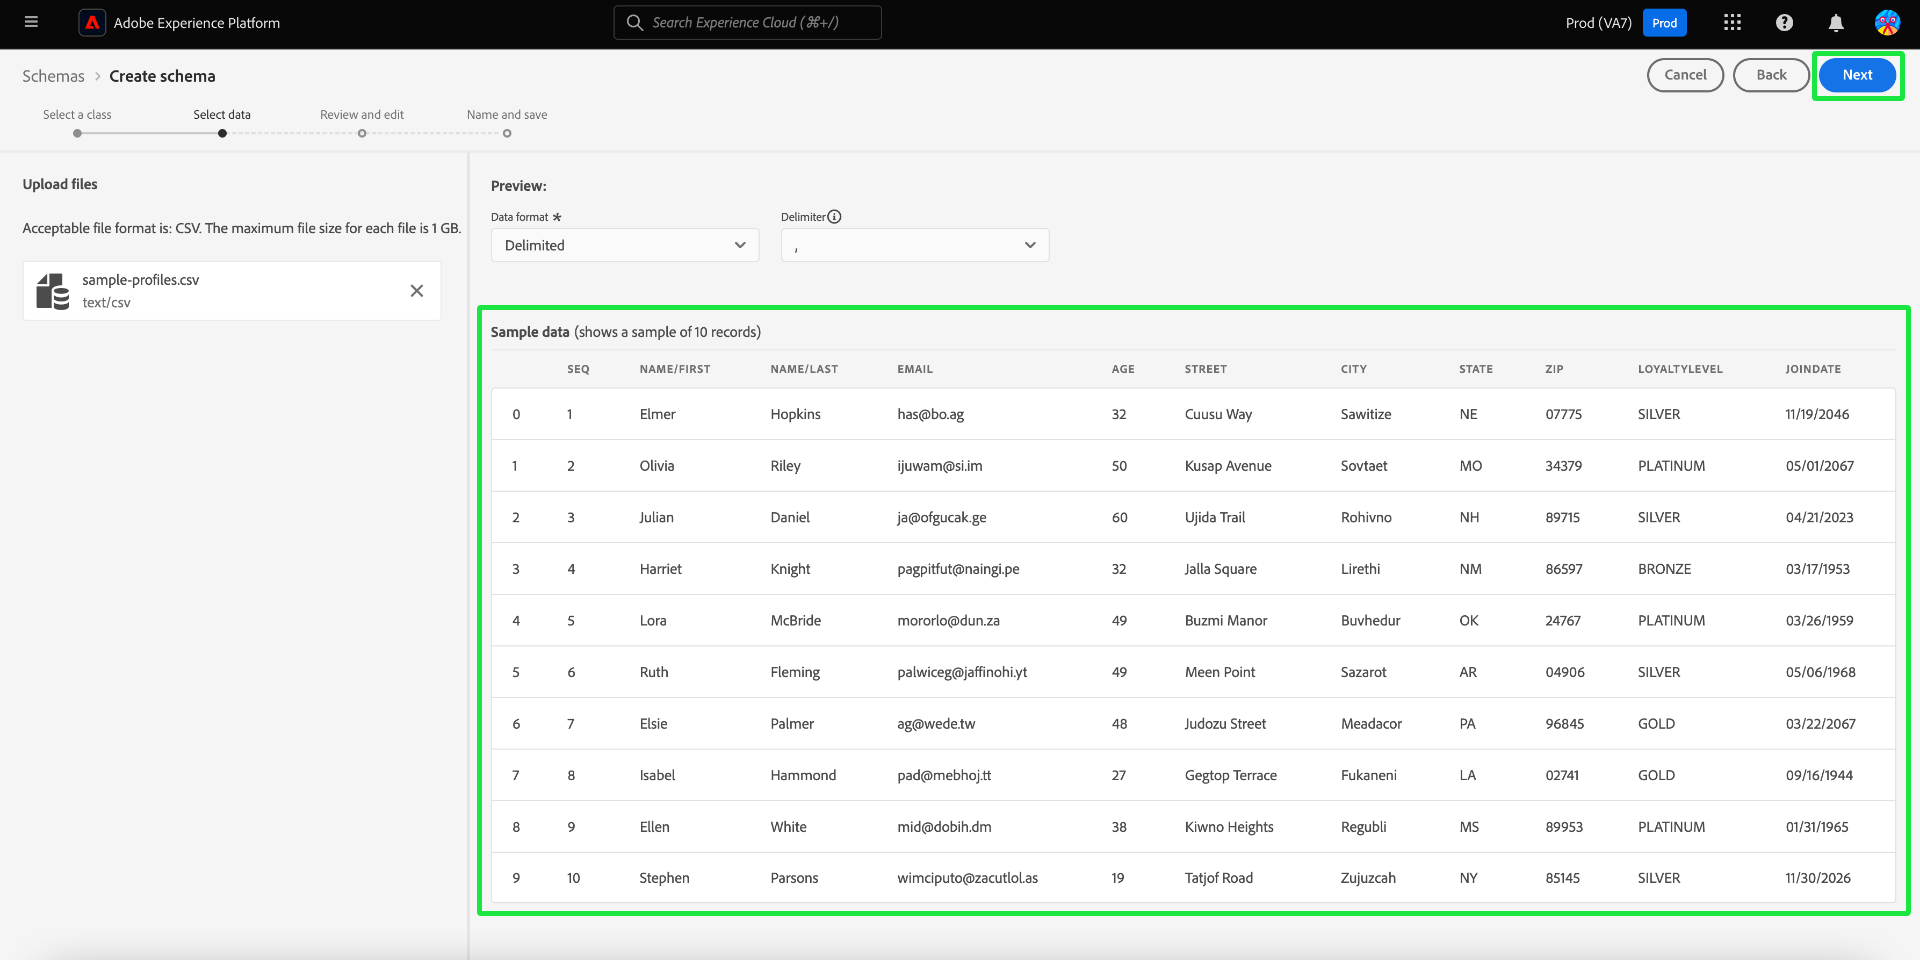 Adobe Experience Platform
Search Experience Cloud (⌘+/)
Prod (VA7)
Prod
Schemas > Create schema
Cancel
Back
Next
Select a class
Select data
Review and edit
Name and save
Upload files
Acceptable file format is: CSV. The maximum file size for each file is 1 GB.
sample-profiles.csv
text/csv
Preview:
Data format *
Delimiter
Delimited
,
Sample data (shows a sample of 10 records)
SEQ NAME/FIRST NAME/LAST EMAIL AGE STREET CITY STATE ZIP LOYALTYLEVEL JOINDATE
0 1 Elmer Hopkins has@bo.ag 32 Cuusu Way Sawitize NE 07775 SILVER 11/19/2046
1 2 Olivia Riley ijuwam@si.im 50 Kusap Avenue Sovtaet MO 34379 PLATINUM 05/01/2067
2 3 Julian Daniel ja@ofgucak.ge 60 Ujida Trail Rohivno NH 89715 SILVER 04/21/2023
3 4 Harriet Knight pagpitfut@naingi.pe 32 Jalla Square Lirethi NM 86597 BRONZE 03/17/1953
4 5 Lora McBride mororlo@dun.za 49 Buzmi Manor Buvhedur OK 24767 PLATINUM 03/26/1959
5 6 Ruth Fleming palwiceg@jaffinohi.yt 49 Meen Point Sazarot AR 04906 SILVER 05/06/1968
6 7 Elsie Palmer ag@wede.tw 48 Judozu Street Meadacor PA 96845 GOLD 03/22/2067
7 8 Isabel Hammond pad@mebhoj.tt 27 Gegtop Terrace Fukaneni LA 02741 GOLD 09/16/1944
8 9 Ellen White mid@dobih.dm 38 Kiwno Heights Regubli MS 89953 PLATINUM 01/31/1965
9 10 Stephen Parsons wimciputo@zacutlol.as 19 Tatjof Road Zujuzcah NY 85145 SILVER 11/30/2026